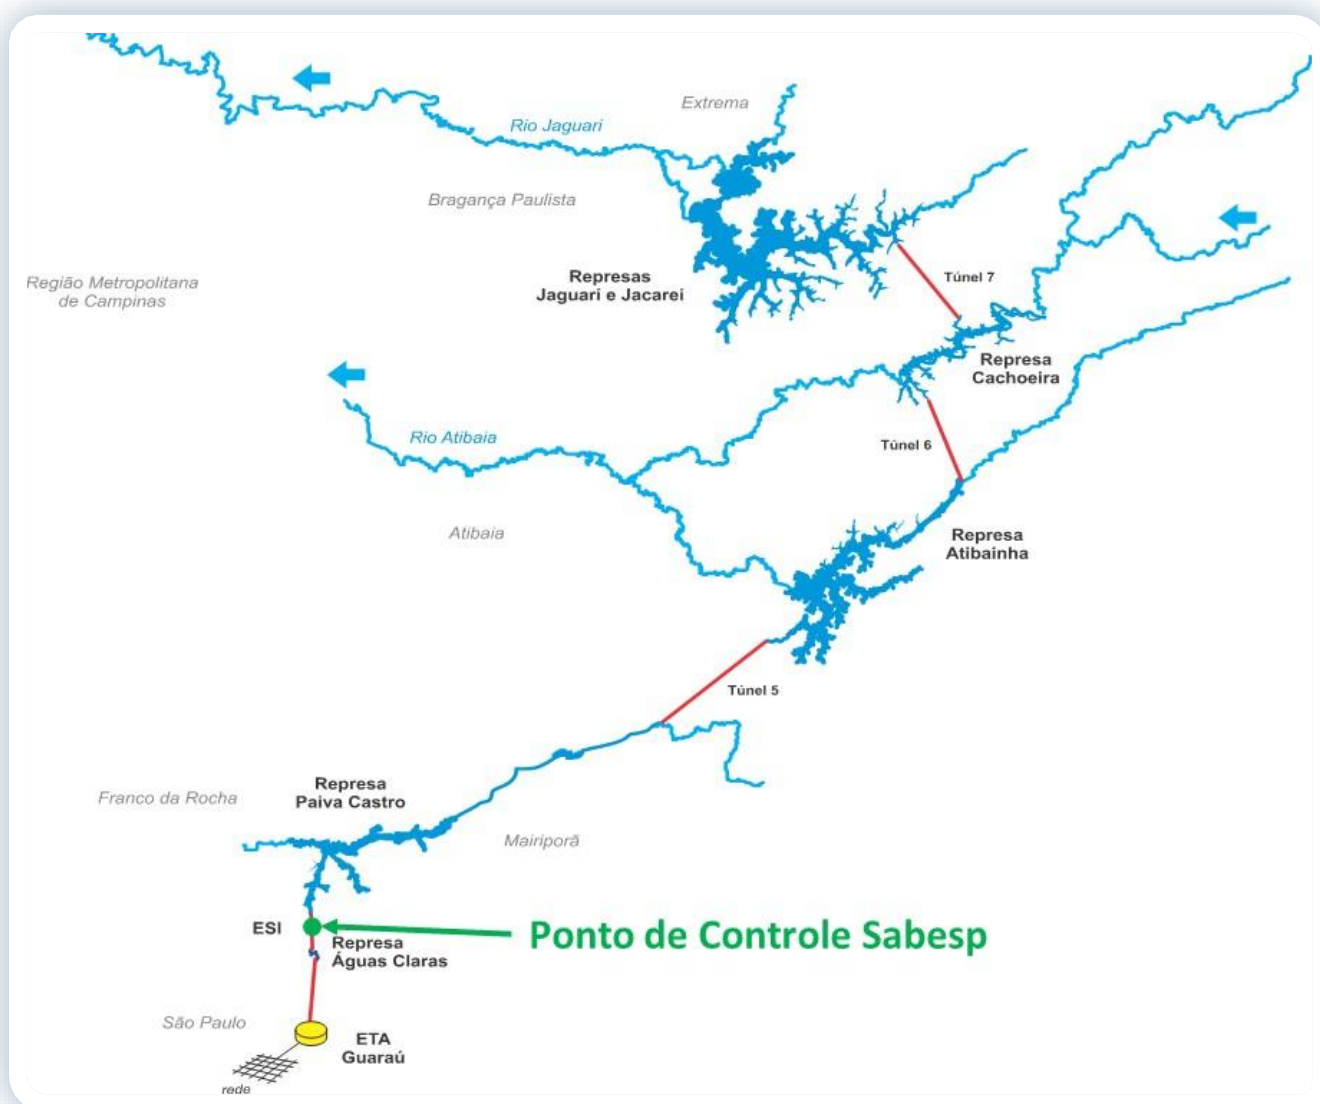 Extrema
Rio Jaguari
Bragança Paulista
Região Metropolitana
de Campinas
Represas
Jaguari e Jacarei
Túnel 7
Represa
Cachoeira
Rio Atibaia
Túnel 6
Atibaia
Represa
Atibainha
Túnel 5
Represa
Paiva Castro
Franco da Rocha
Mairiporã
ESI
Ponto de Controle Sabesp
Represa
Águas Claras
São Paulo
ETA
Guaraú
rede